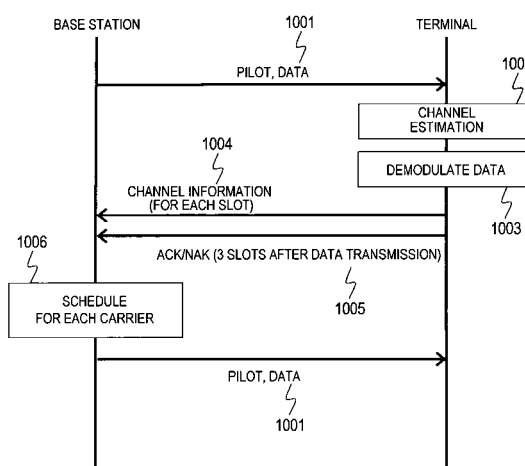 BASE STATION
1001
TERMINAL
PILOT, DATA
100
CHANNEL
ESTIMATION
1004
DEMODULATE DATA
CHANNEL INFORMATION
(FOR EACH SLOT)
1003
1006
ACK/NAK (3 SLOTS AFTER DATA TRANSMISSION)
1005
SCHEDULE
FOR EACH CARRIER
PILOT, DATA
1001